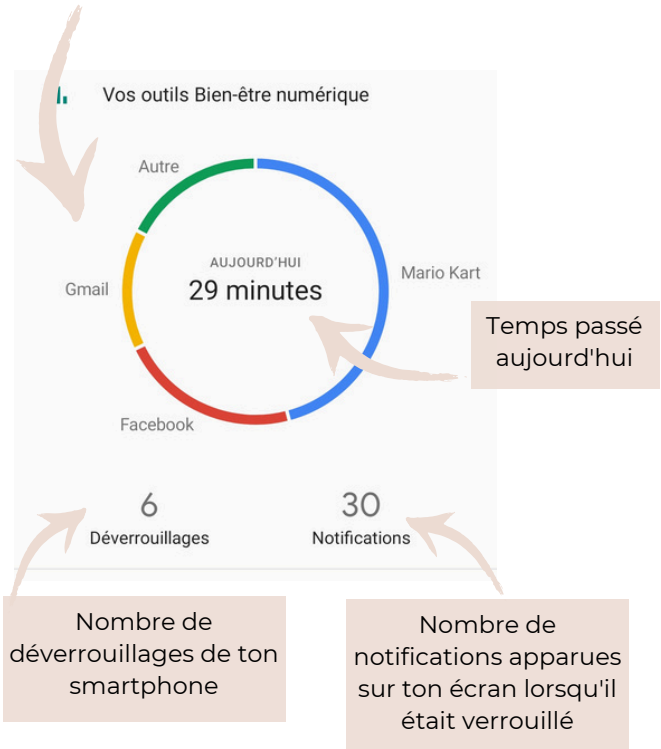 Vos outils Bien-être numérique
Autre
AUJOURD'HUI
29 minutes
Mario Kart
Gmail
Temps passé
aujourd'hui
Facebook
6
Déverrouillages
30
Notifications
Nombre de
déverrouillages de ton
smartphone
Nombre de
notifications apparues
sur ton écran lorsqu'il
était verrouillé